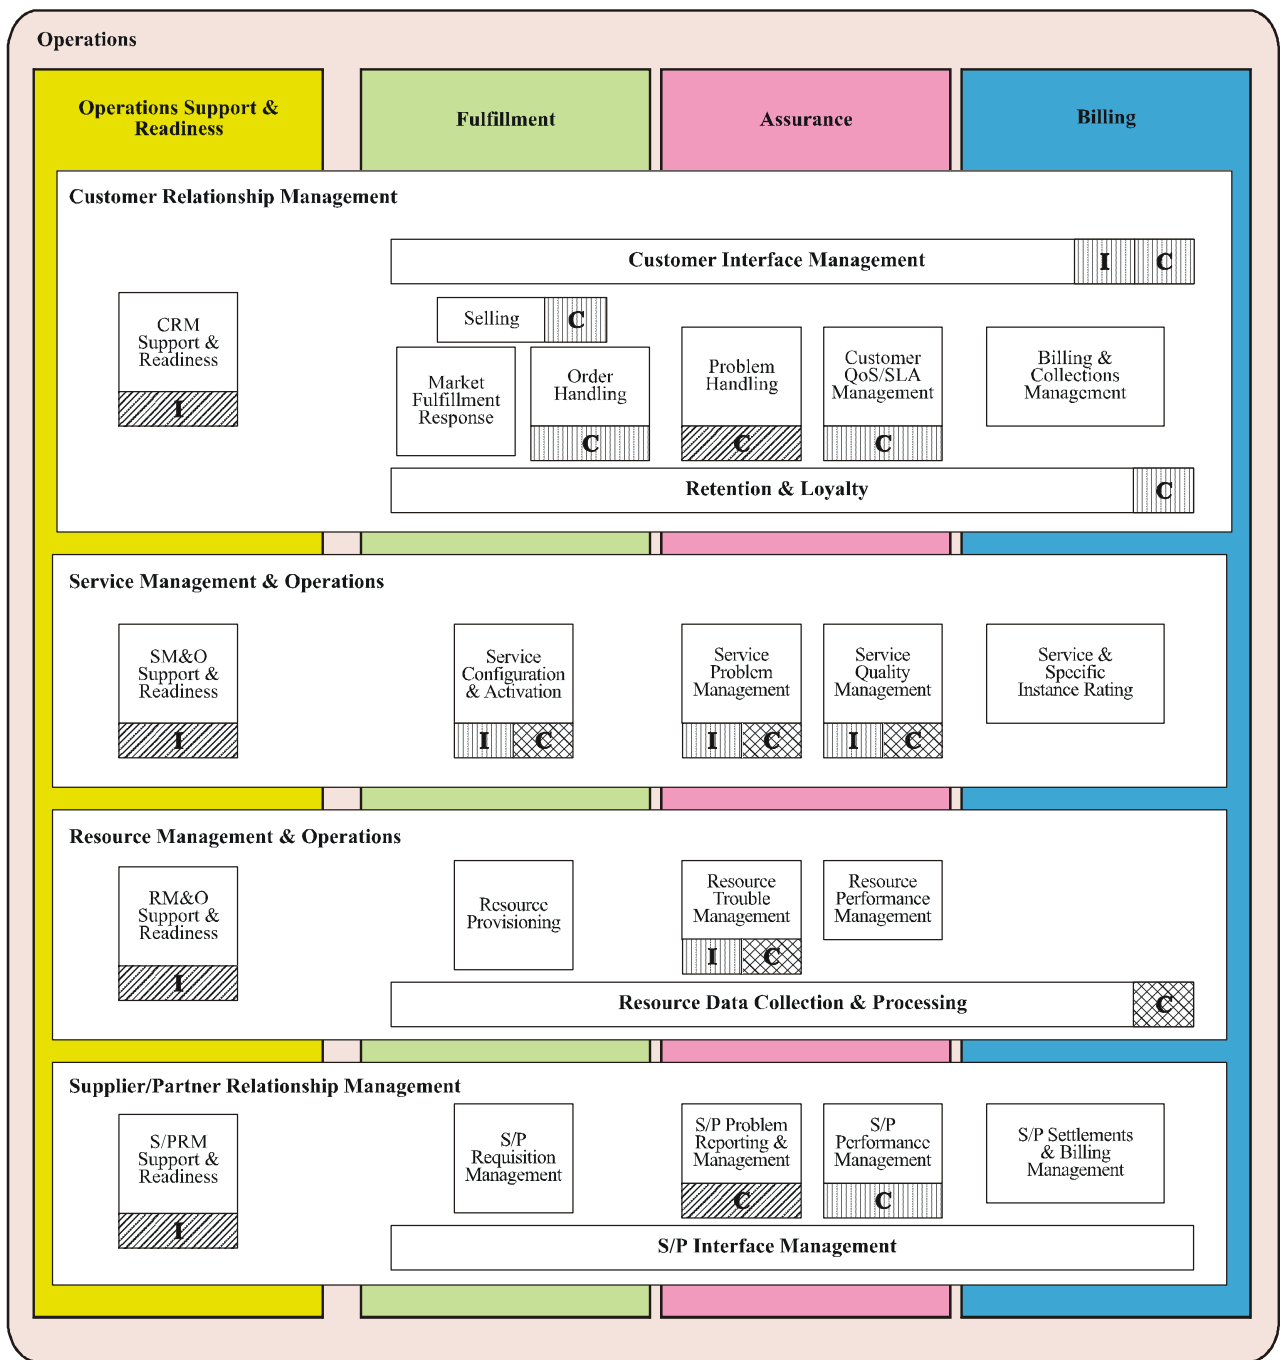 Operations
Operations Support &
Readiness
Fulfillment
Assurance
Billing
Customer Relationship Management
Customer Interface Management
I
C
CRM
Support &
Readiness
I
Selling
C
Market
Fulfillment
Response
Order
Handling
C
Problem
Handling
C
Customer
QoS/SLA
Management
C
Billing &
Collections
Management
Retention & Loyalty
C
Service Management & Operations
SM&O
Support &
Readiness
I
Service
Configuration
& Activation
I
C
Service
Problem
Management
I
C
Service
Quality
Management
I
C
Service &
Specific
Instance Rating
Resource Management & Operations
RM&O
Support &
Readiness
I
Resource
Provisioning
Resource
Trouble
Management
I
C
Resource
Performance
Management
Resource Data Collection & Processing
C
Supplier/Partner Relationship Management
S/PRM
Support &
Readiness
I
S/P
Requisition
Management
S/P Problem
Reporting &
Management
C
S/P
Performance
Management
C
S/P Settlements
& Billing
Management
S/P Interface Management